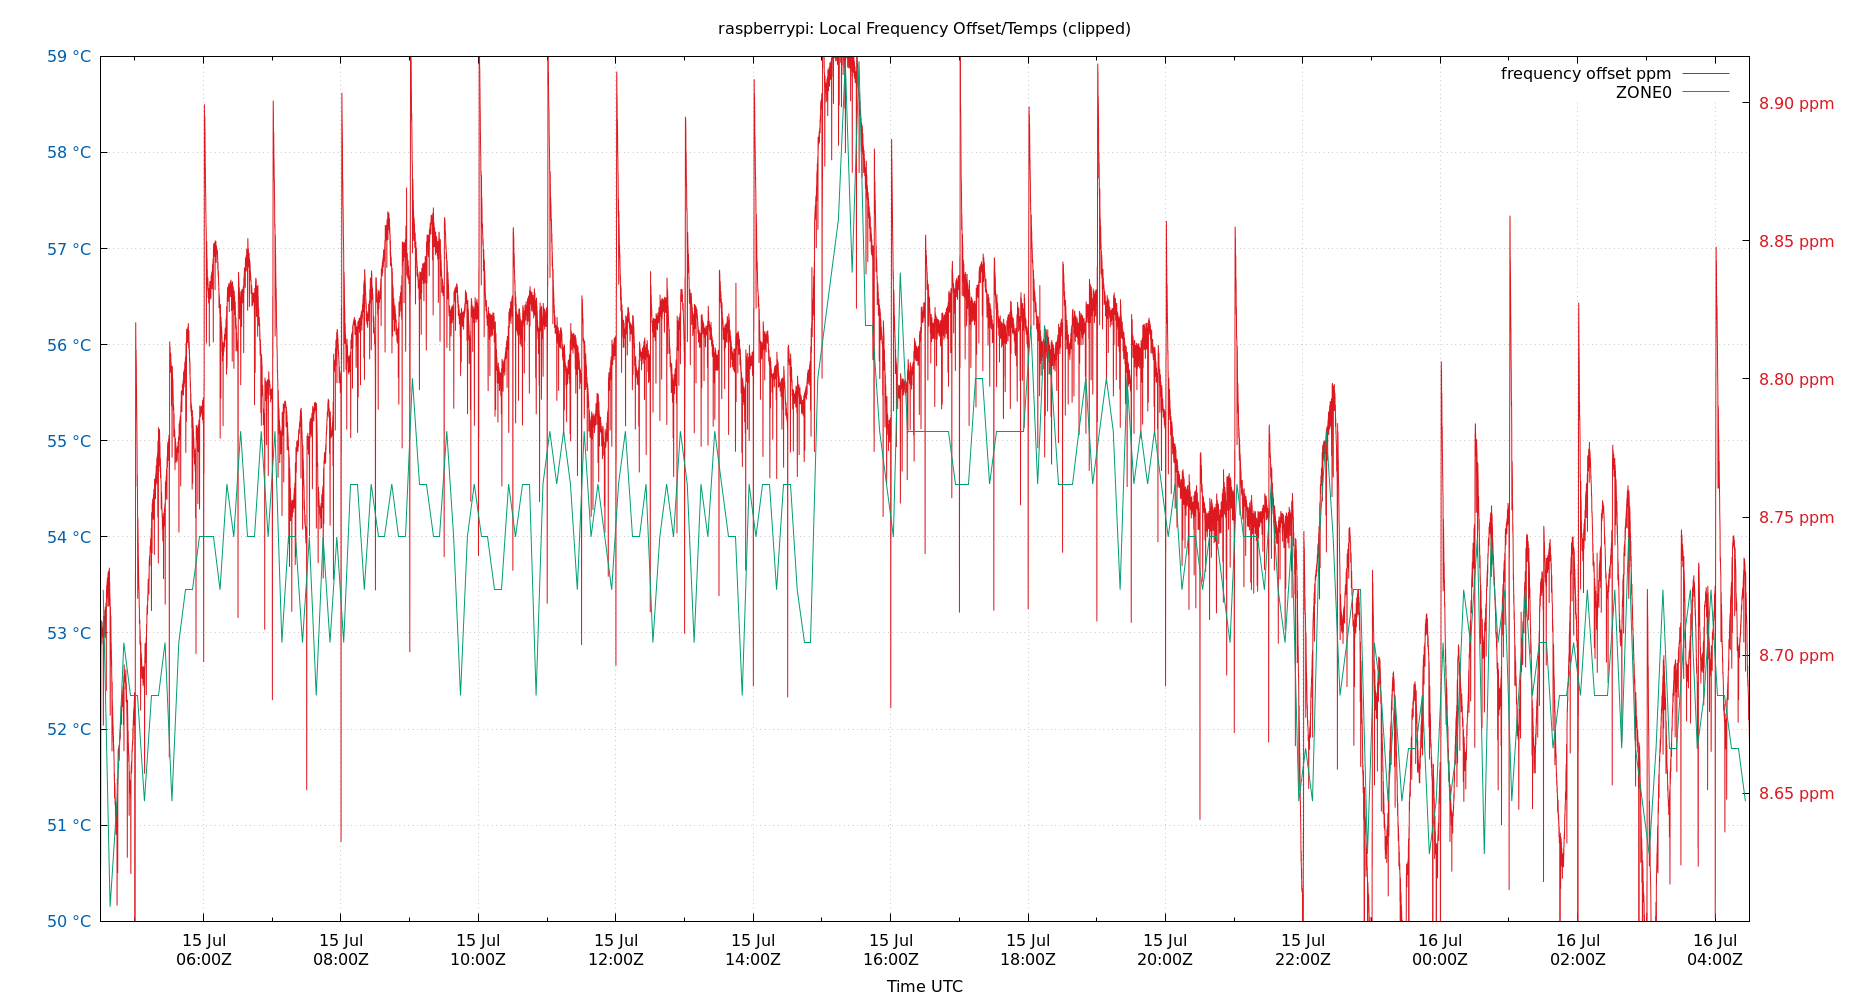 raspberrypi: Local Frequency Offset/Temps (clipped)
59 °C
58 °C
57 °C
56 °C
55 °C
54 °C
53 °C
52 °C
51 °C
50 °C
frequency offset ppm
ZONE0
8.90 ppm
8.85 ppm
8.80 ppm
8.75 ppm
8.70 ppm
8.65 ppm
15 Jul
06:00Z
15 Jul
08:00Z
15 Jul
10:00Z
15 Jul
12:00Z
15 Jul
14:00Z
15 Jul
16:00Z
15 Jul
18:00Z
15 Jul
20:00Z
15 Jul
22:00Z
16 Jul
00:00Z
16 Jul
02:00Z
16 Jul
04:00Z
Time UTC